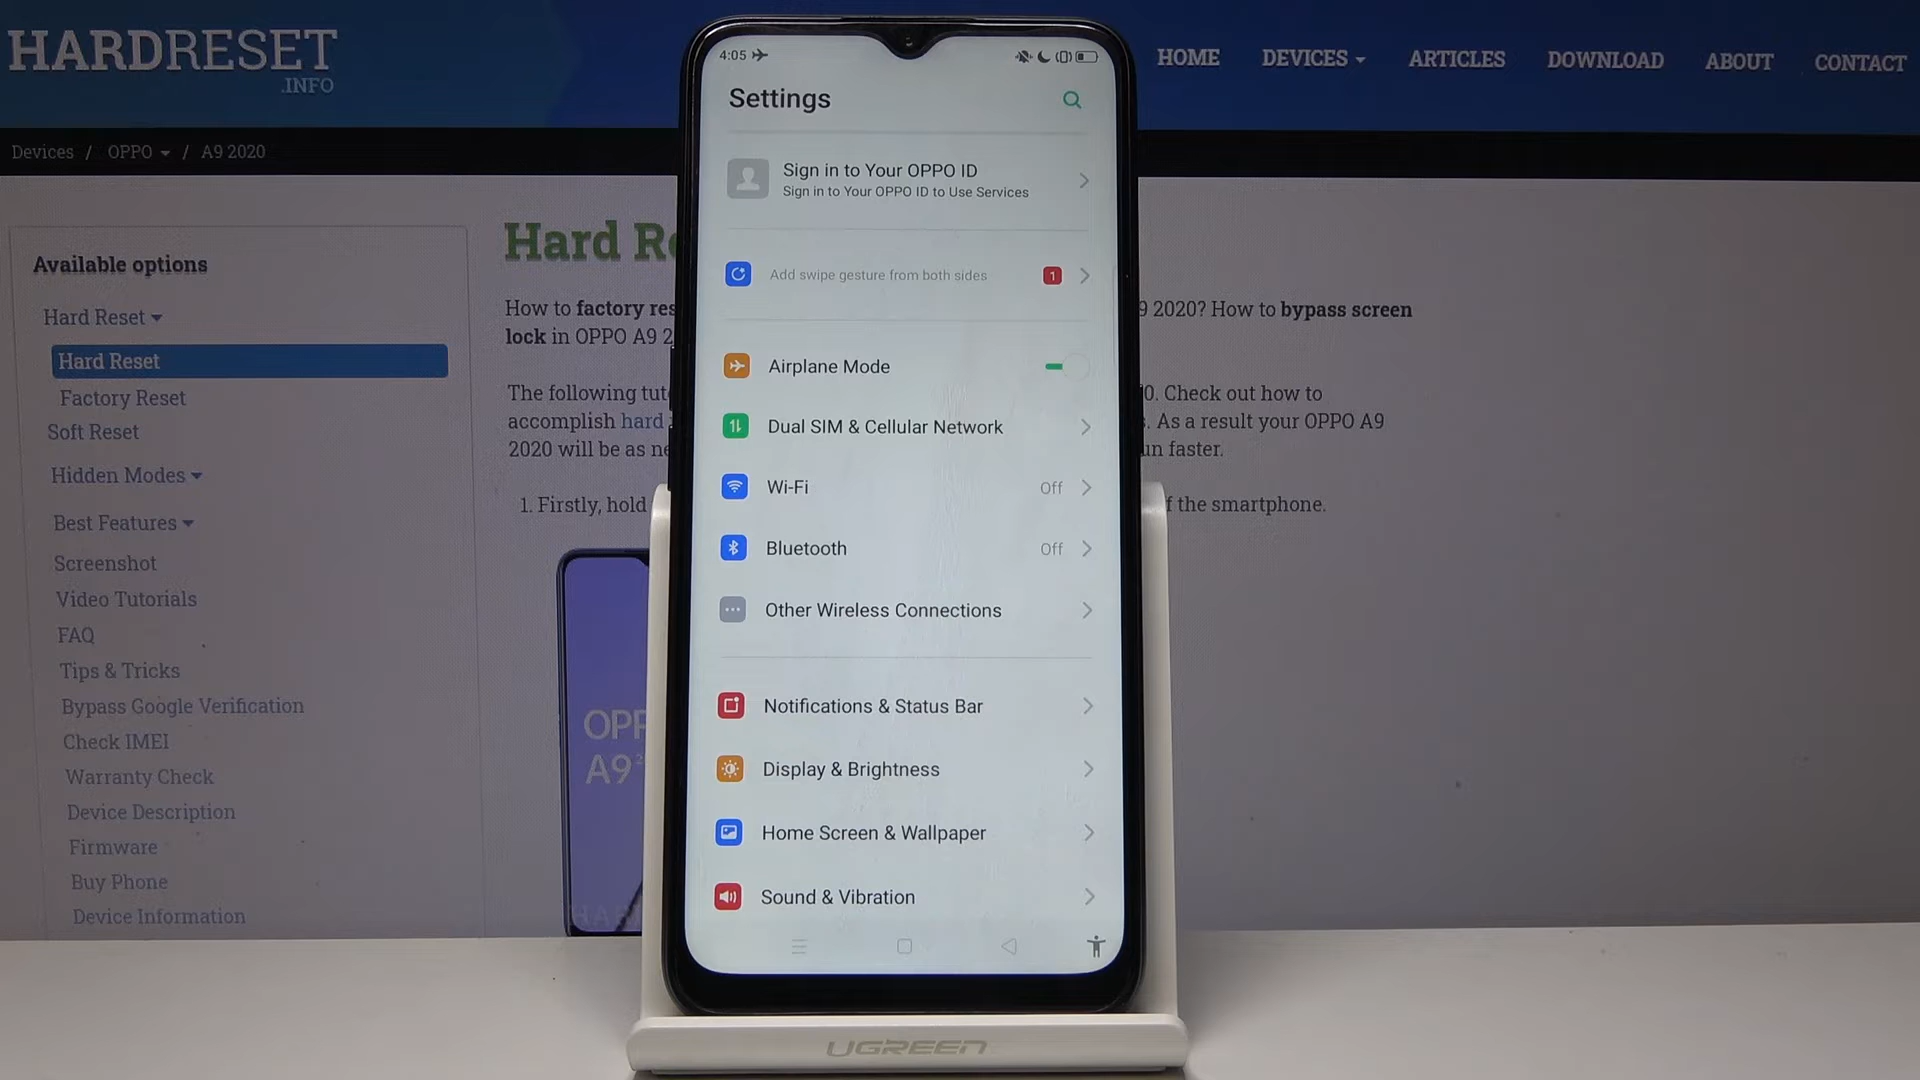 HARDRESET
.INFO
HOME DEVICES ARTICLES DOWNLOAD ABOUT CONTACT
Devices / OPPO / A9 2020
Available options
Hard Reset
Hard Reset
Factory Reset
Soft Reset
Hidden Modes
Best Features
Screenshot
Video Tutorials
FAQ
Tips & Tricks
Bypass Google Verification
Check IMEI
Warranty Check
Device Description
Firmware
Buy Phone
Device Information
Hard
How to factory 9 2020? How to bypass screen
lock in OPPO A9
The following 0. Check out how to
accomplish hard . As a result your OPPO A9
2020 will be as faster.
1. Firstly, hold f the smartphone.
OPP
A9
4:05
Settings
Sign in to Your OPPO ID
Sign in to Your OPPO ID to Use Services
Add swipe gesture from both sides 1
Airplane Mode
Dual SIM & Cellular Network
Wi-Fi Off
Bluetooth Off
Other Wireless Connections
Notifications & Status Bar
Display & Brightness
Home Screen & Wallpaper
Sound & Vibration
UGREEN